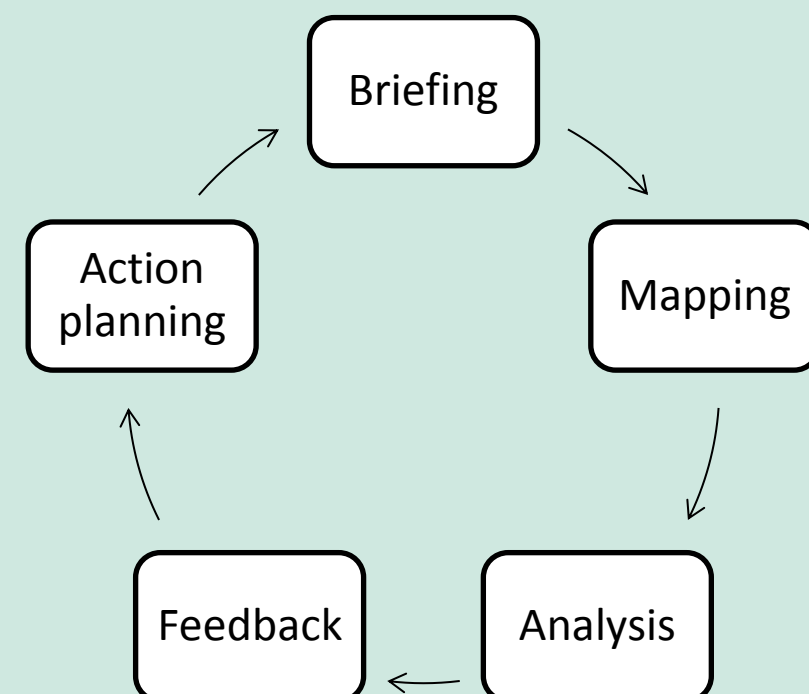 Briefing
Action
planning
Mapping
Feedback
Analysis